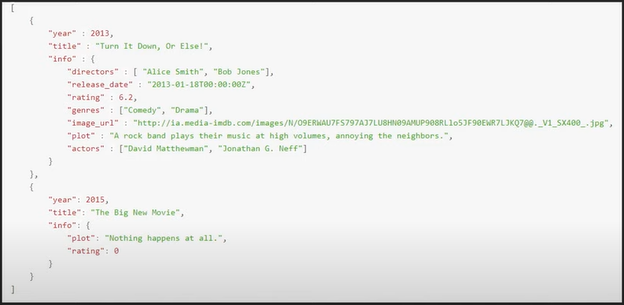 [
{
"year" : 2013,
"title" : "Turn It Down, Or Else!",
"info" : {
"directors" : [ "Alice Smith", "Bob Jones"],
"release_date" : "2013-01-18T00:00:00Z",
"rating" : 6.2,
"genres" : ["Comedy", "Drama"],
"image_url" : "http://ia.media-imdb.com/images/N/O9ERWAU7FS797AJ7LU8HN09AMUP908RLlo5JF90EWR7LJKQ7@@._V1_SX400_.jpg",
"plot" : "A rock band plays their music at high volumes, annoying the neighbors.",
"actors" : ["David Matthewman", "Jonathan G. Neff"]
}
},
{
"year": 2015,
"title": "The Big New Movie",
"info": {
"plot": "Nothing happens at all.",
"rating": 0
}
}
]